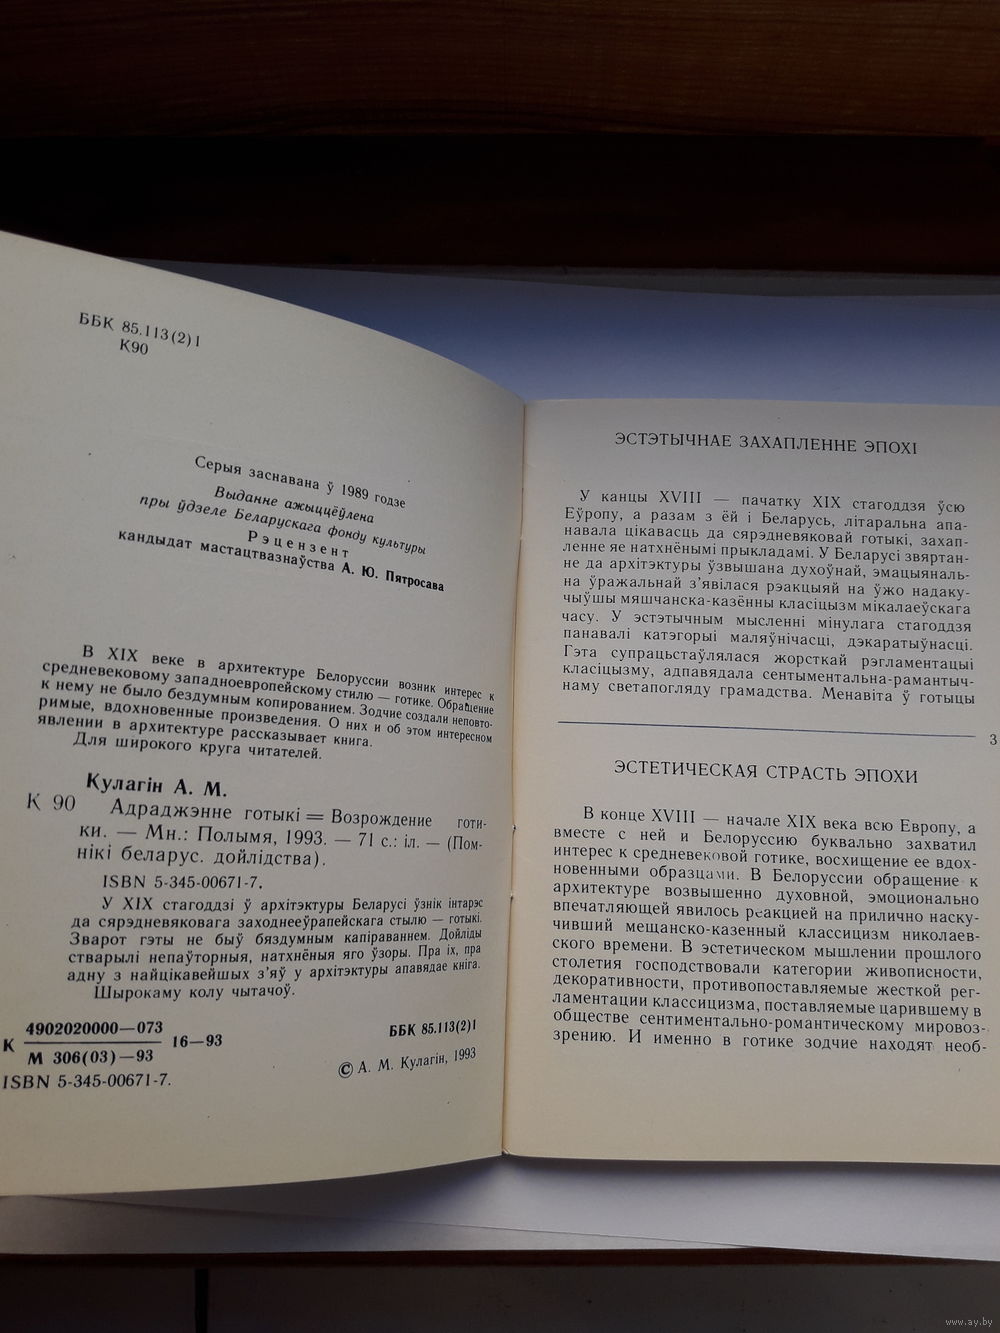 ББК 85.113(2)1
К90
Серыя заснавана ў 1989 годзе
Выданне ажыццёўлена
пры ўдзеле Беларускага фонду культуры
Рэцензент
кандыдат мастацтвазнаўства А. Ю. Пятросава
В XIX веке в архитектуре Белоруссии возник интерес к
средневековому западноевропейскому стилю — готике. Обращение
к нему не было бездумным копированием. Зодчие создали неповто-
римые, вдохновенные произведения. О них и об этом интересном
явлении в архитектуре рассказывает книга.
Для широкого круга читателей.
Кулагін А. М.
К 90 Адраджэнне готыкі = Возрождение готи-
ки. — Мн.: Полымя, 1993. — 71 с.: іл. — (Пом-
нікі беларус. дойлідства).
ISBN 5-345-00671-7.
У XIX стагоддзі ў архітэктуры Беларусі ўзнік інтарэс
да сярэдневяковага заходнееўрапейскага стылю — готыкі.
Зварот гэты не быў бяздумным капіраваннем. Дойліды
стварылі непаўторныя, натхнёныя яго ўзоры. Пра іх, пра
адну з найцікавейшых з'яў у архітэктуры апавядае кніга.
Шырокаму колу чытачоў.
К 4902020000—073
М 306(03)—93 16—93
ББК 85.113(2)1
ISBN 5-345-00671-7.
© А. М. Кулагін, 1993
ЭСТЭТЫЧНАЕ ЗАХАПЛЕННЕ ЭПОХІ
У канцы XVIII — пачатку XIX стагоддзя ўсю
Еўропу, а разам з ёй і Беларусь, літаральна апа-
навала цікавасць да сярэдневяковай готыкі, захап-
ленне яе натхнёнымі прыкладамі. У Беларусі звяртан-
не да архітэктуры ўзвышана духоўнай, эмацыяналь-
на ўражальнай з'явілася рэакцыяй на ўжо надаку-
чыўшы мяшчанска-казённы класіцызм мікалаеўскага
часу. У эстэтычным мысленні мінулага стагоддзя
панавалі катэгорыі маляўнічасці, дэкаратыўнасці.
Гэта супрацьстаўлялася жорсткай рэгламентацыі
класіцызму, адпавядала сентыментальна-рамантыч-
наму светапогляду грамадства. Менавіта ў готыцы
3
ЭСТЕТИЧЕСКАЯ СТРАСТЬ ЭПОХИ
В конце XVIII — начале XIX века всю Европу, а
вместе с ней и Белоруссию буквально захватил
интерес к средневековой готике, восхищение ее вдох-
новенными образцами. В Белоруссии обращение к
архитектуре возвышенно духовной, эмоционально
впечатляющей явилось реакцией на прилично наску-
чивший мещанско-казенный классицизм николаев-
ского времени. В эстетическом мышлении прошлого
столетия господствовали категории живописности,
декоративности, противопоставляемые жесткой рег-
ламентации классицизма, поставляемые царившему в
обществе сентиментально-романтическому мировоз-
зрению. И именно в готике зодчие находят необ-
www.ay.by